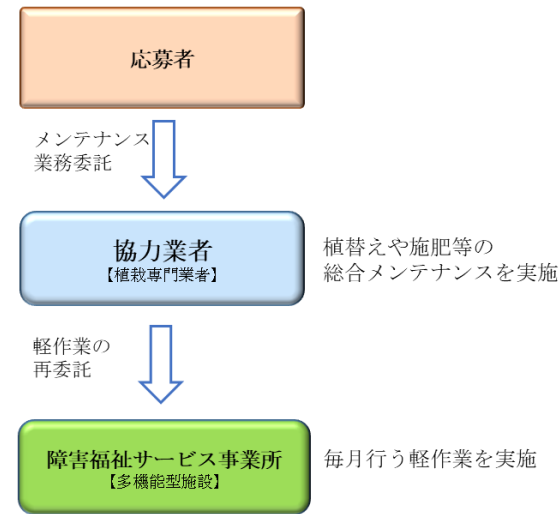 応募者
メンテナンス
業務委託
協力業者
【植栽専門業者】
植替えや施肥等の
総合メンテナンスを実施
軽作業の
再委託
障害福祉サービス事業所
【多機能型施設】
毎月行う軽作業を実施